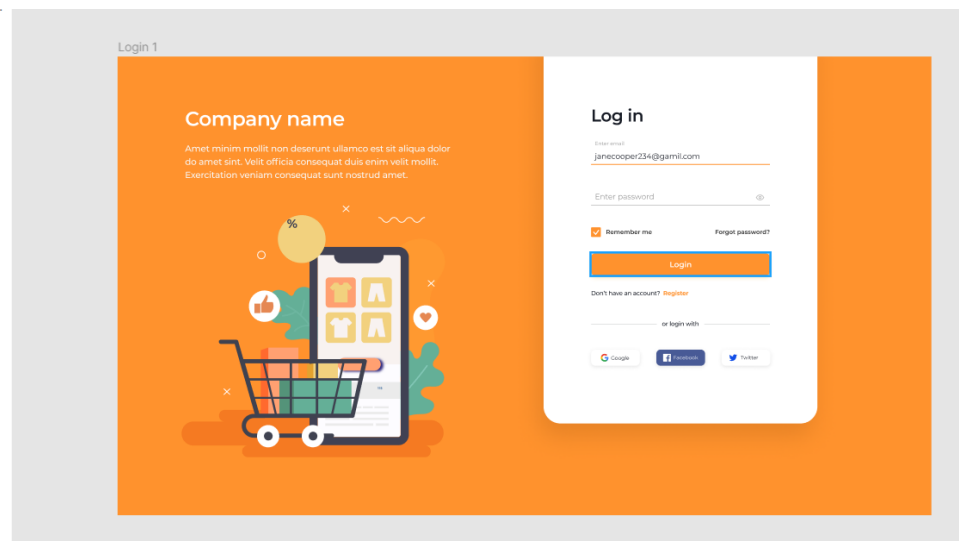 Login 1
Company name
Amet minim mollit non deserunt ullamco est sit aliqua dolor
do amet sint. Velit officia consequat duis enim velit mollit.
Exercitation veniam consequat sunt nostrud amet.
%
Log in
Enter email
janecooper234@gamil.com
Enter password
Remember me
Forgot password?
Login
Don't have an account? Register
or login with
Google
Facebook
Twitter